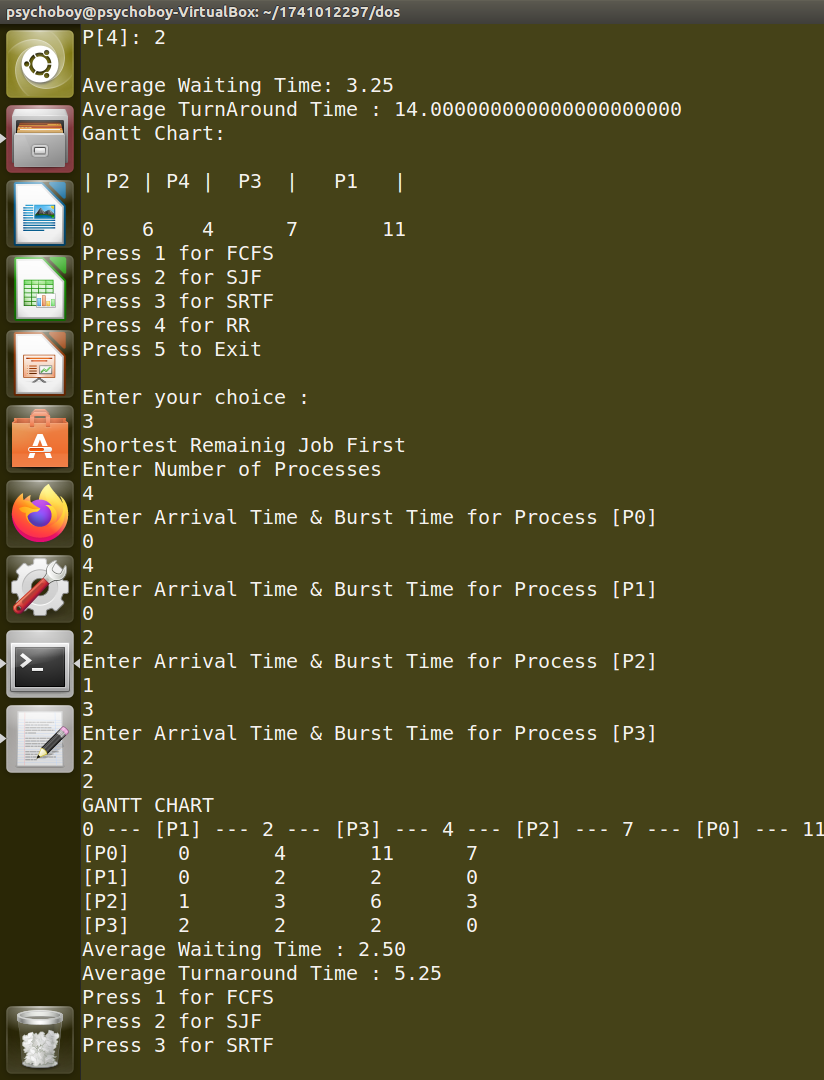 psychoboy@psychoboy-VirtualBox: ~/1741012297/dos
P[4]: 2
Average Waiting Time: 3.25
Average TurnAround Time : 14.000000000000000000000
Gantt Chart:
| P2 | P4 |  P3  |   P1   |
0    6    4      7       11
Press 1 for FCFS
Press 2 for SJF
Press 3 for SRTF
Press 4 for RR
Press 5 to Exit
Enter your choice :
3
Shortest Remainig Job First
Enter Number of Processes
4
Enter Arrival Time & Burst Time for Process [P0]
0
4
Enter Arrival Time & Burst Time for Process [P1]
0
2
Enter Arrival Time & Burst Time for Process [P2]
1
3
Enter Arrival Time & Burst Time for Process [P3]
2
2
GANTT CHART
0 --- [P1] --- 2 --- [P3] --- 4 --- [P2] --- 7 --- [P0] --- 11
[P0]    0       4       11      7
[P1]    0       2       2       0
[P2]    1       3       6       3
[P3]    2       2       2       0
Average Waiting Time : 2.50
Average Turnaround Time : 5.25
Press 1 for FCFS
Press 2 for SJF
Press 3 for SRTF